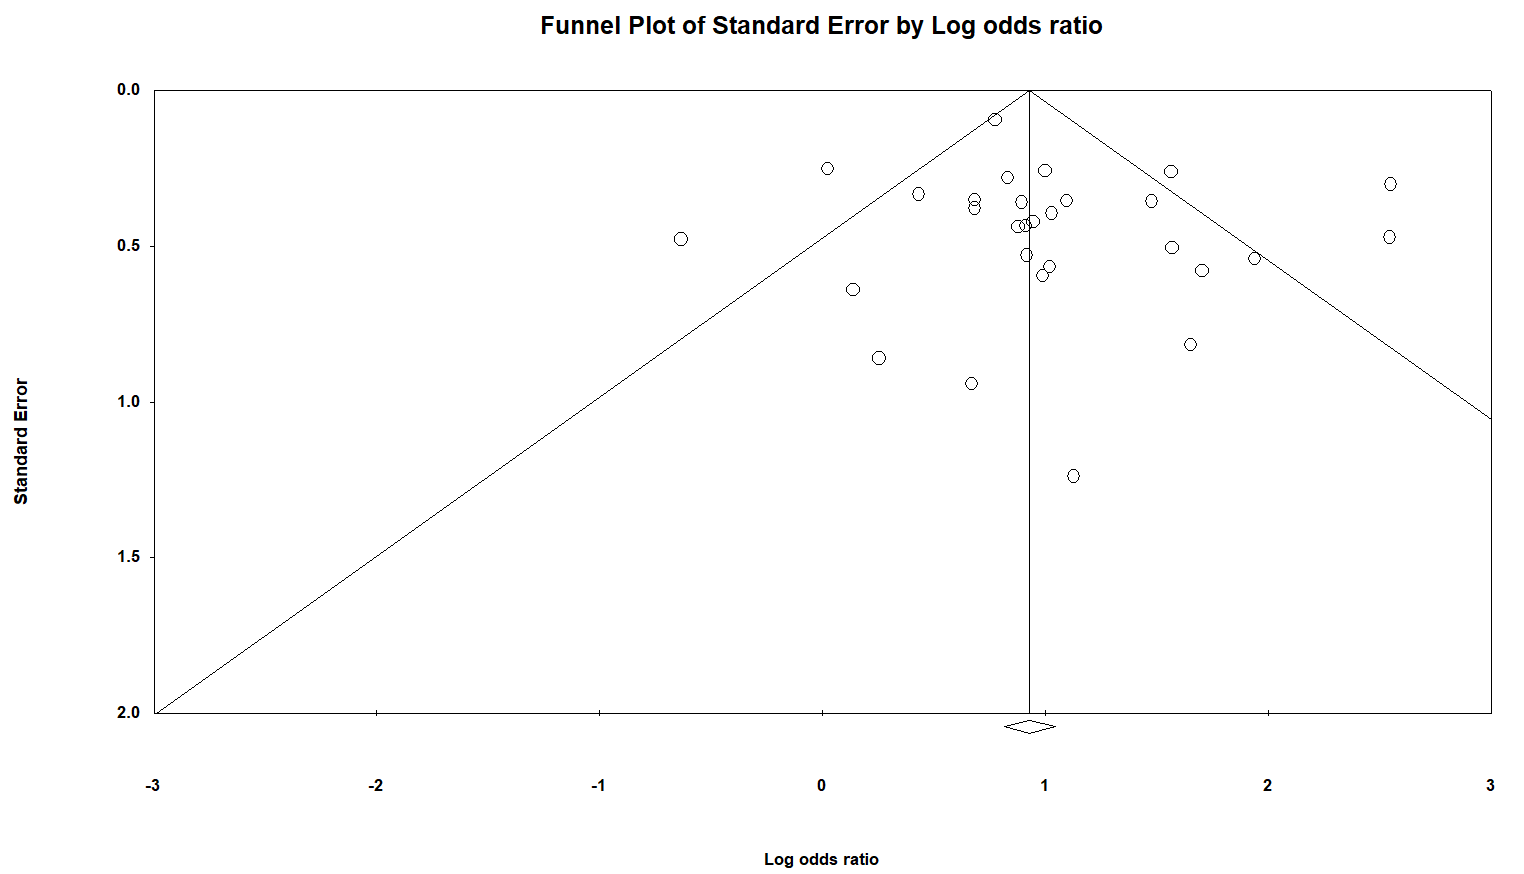 Funnel Plot of Standard Error by Log odds ratio
0.0
0.5
1.0
1.5
2.0
Standard Error
-3 -2 -1 0 1 2 3
Log odds ratio